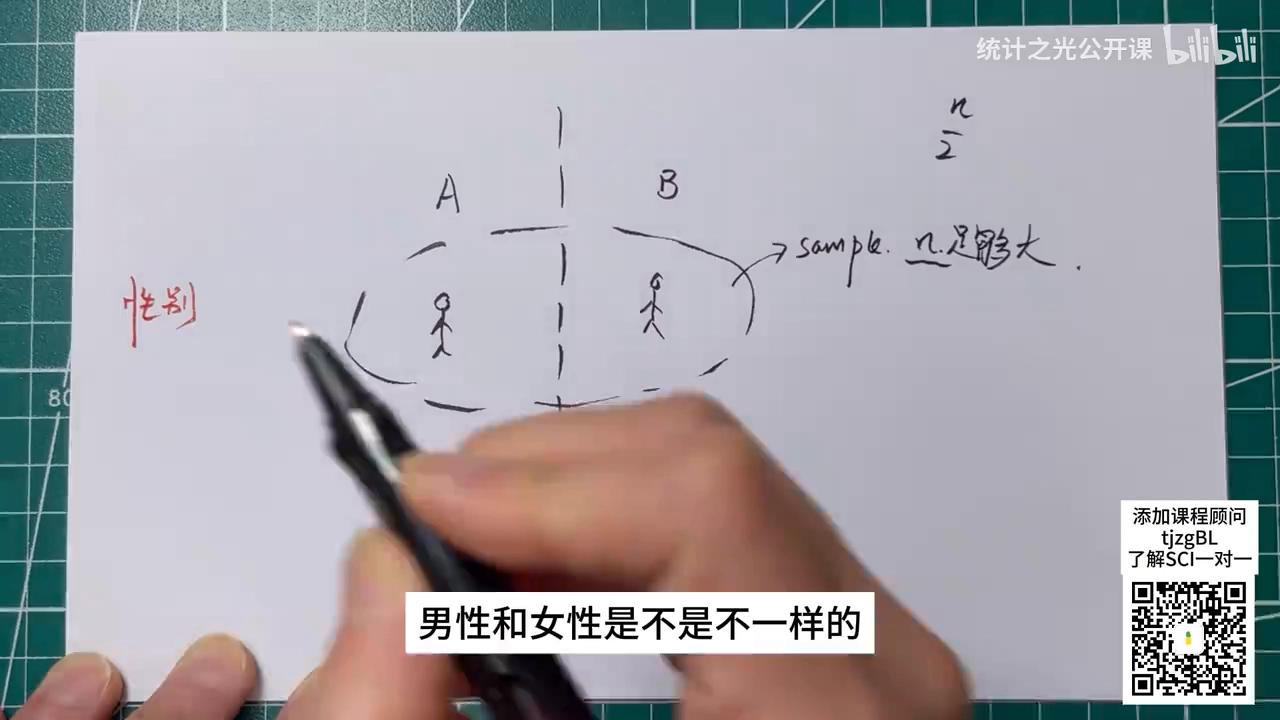 统计之光公开课 bilibili
n
2
A
B
sample. n.足够大.
性别
80
添加课程顾问
tjzgBL
了解SCI一对一
男性和女性是不是不一样的